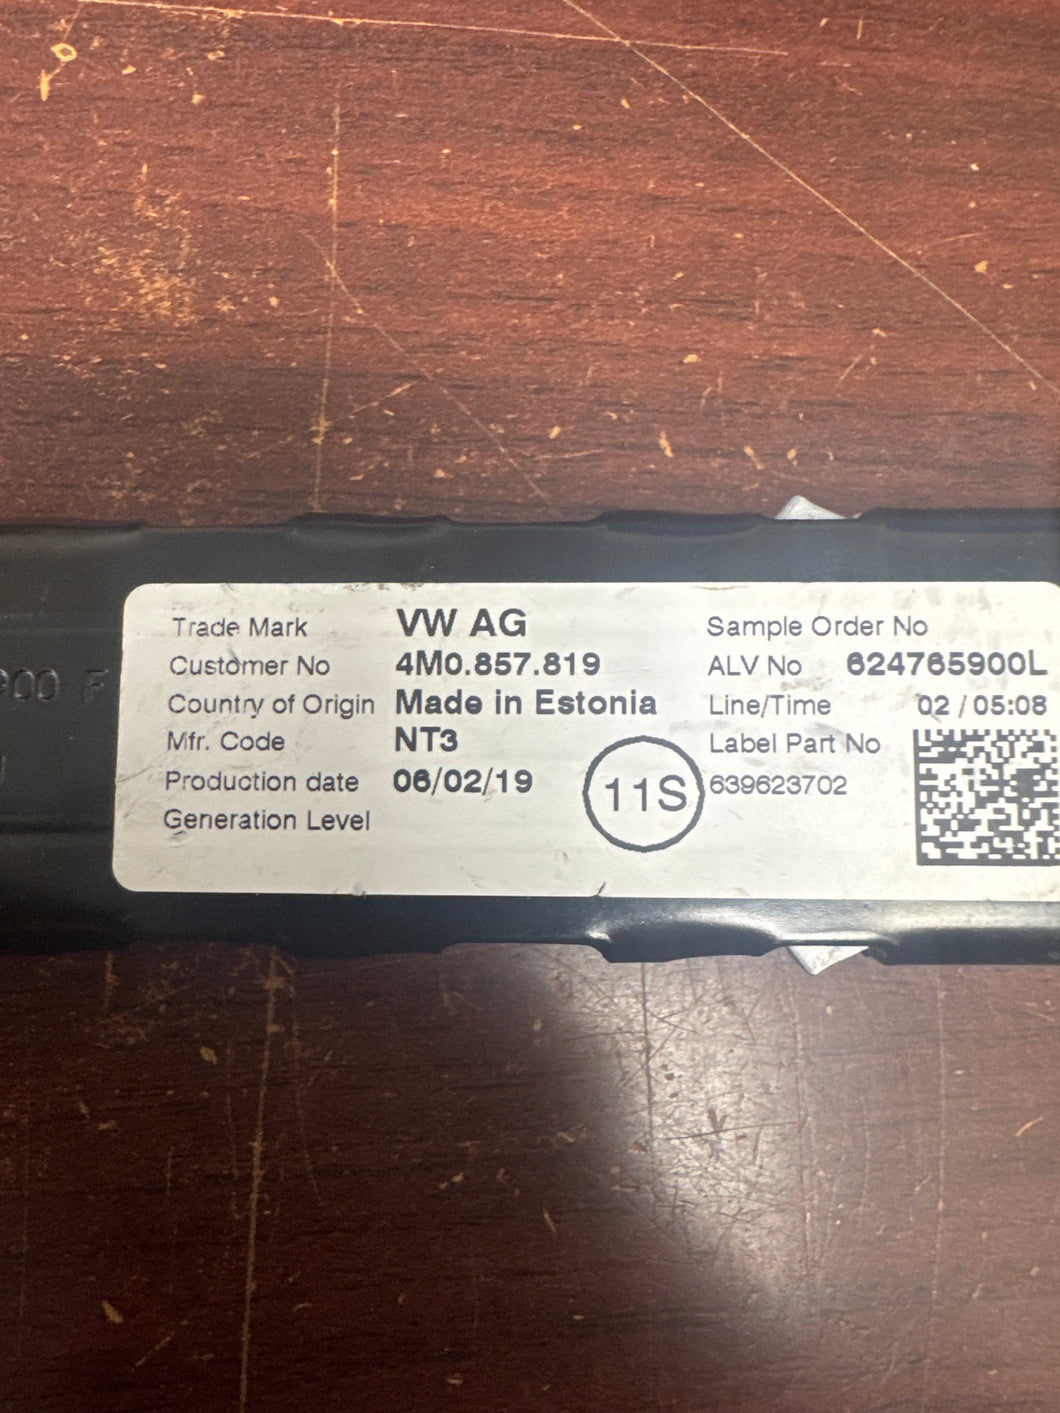 Trade Mark VW AG Sample Order No
Customer No 4M0.857.819 ALV No 624765900L
Country of Origin Made in Estonia Line/Time 02 / 05:08
Mfr. Code NT3 Label Part No
Production date 06/02/19 11S 639623702
Generation Level
900 F